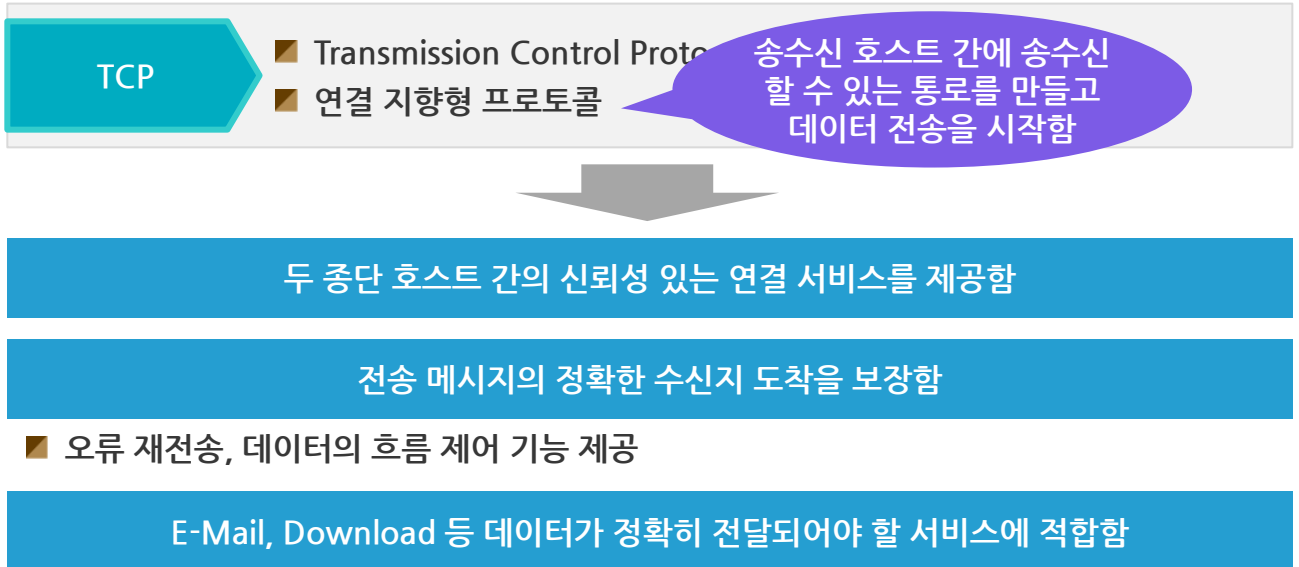 TCP
Transmission Control Proto
연결 지향형 프로토콜
송수신 호스트 간에 송수신
할 수 있는 통로를 만들고
데이터 전송을 시작함
두 종단 호스트 간의 신뢰성 있는 연결 서비스를 제공함
전송 메시지의 정확한 수신지 도착을 보장함
오류 재전송, 데이터의 흐름 제어 기능 제공
E-Mail, Download 등 데이터가 정확히 전달되어야 할 서비스에 적합함